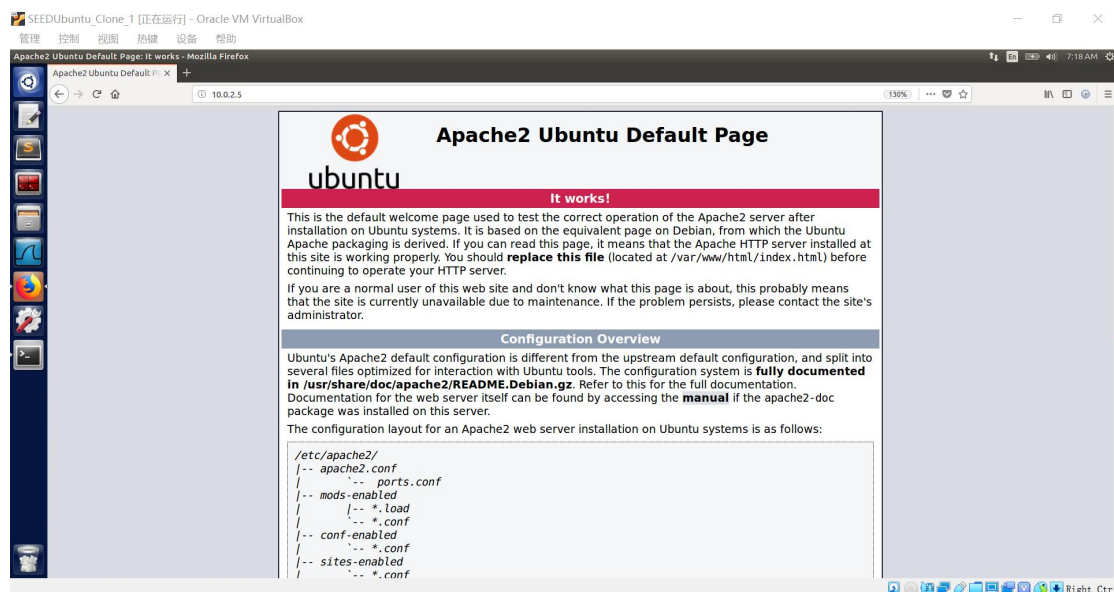 SEEDUbuntu_Clone_1 [正在运行] - Oracle VM VirtualBox
管理 控制 视图 热键 设备 帮助
Apache2 Ubuntu Default Page: It works - Mozilla Firefox
En 7:18 AM
Apache2 Ubuntu Default P
10.0.2.5
130%
Apache2 Ubuntu Default Page
ubuntu
It works!
This is the default welcome page used to test the correct operation of the Apache2 server after
installation on Ubuntu systems. It is based on the equivalent page on Debian, from which the Ubuntu
Apache packaging is derived. If you can read this page, it means that the Apache HTTP server installed at
this site is working properly. You should replace this file (located at /var/www/html/index.html) before
continuing to operate your HTTP server.
If you are a normal user of this web site and don't know what this page is about, this probably means
that the site is currently unavailable due to maintenance. If the problem persists, please contact the site's
administrator.
Configuration Overview
Ubuntu's Apache2 default configuration is different from the upstream default configuration, and split into
several files optimized for interaction with Ubuntu tools. The configuration system is fully documented
in /usr/share/doc/apache2/README.Debian.gz. Refer to this for the full documentation.
Documentation for the web server itself can be found by accessing the manual if the apache2-doc
package was installed on this server.
The configuration layout for an Apache2 web server installation on Ubuntu systems is as follows:
/etc/apache2/
|-- apache2.conf
|       `--  ports.conf
|-- mods-enabled
|       |-- *.load
|       `-- *.conf
|-- conf-enabled
|       `-- *.conf
|-- sites-enabled
|       `-- *.conf
Right Ctr